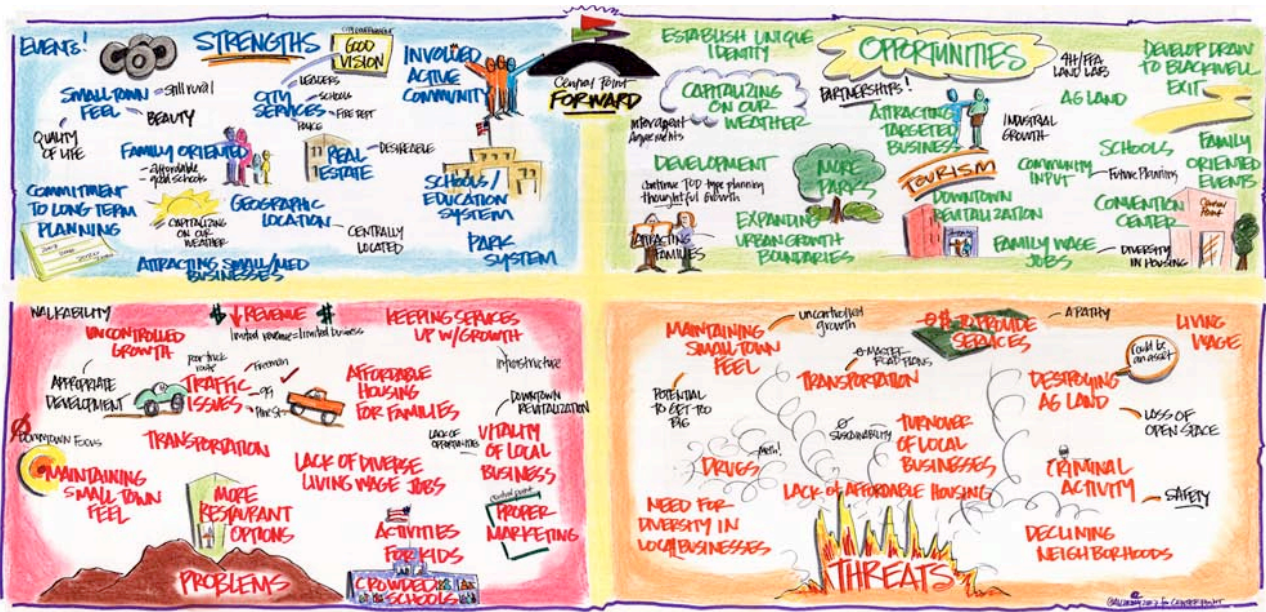 EVENTS!
STRENGTHS
GOOD
VISION
INVOLVED
ACTIVE
COMMUNITY
SMALL TOWN
FEEL
Still rural
BEAUTY
CITY
SERVICES
LEADERS
SCHOOLS
POLICE
QUALITY
OF LIFE
FAMILY ORIENTED
- affordable
- good schools
REAL
ESTATE
DESIREABLE
SCHOOLS /
EDUCATION
SYSTEM
COMMITMENT
TO LONG TERM
PLANNING
CAPITALIZING
ON OUR
WEATHER
GEOGRAPHIC
LOCATION
CENTRALLY
LOCATED
PARK
SYSTEM
ATTRACTING SMALL/MED
BUSINESSES
Central Point
FORWARD
ESTABLISH UNIQUE
IDENTITY
OPPORTUNITIES
4H/FFA
LAND LAB
DEVELOP DRAW
TO BLACKWELL
EXIT
CAPITALIZING
ON OUR
WEATHER
PARTNERSHIPS!
AG LAND
Interagent
Agreements
ATTRACTING
TARGETED
BUSINESS
INDUSTRIAL
GROWTH
SCHOOLS
FAMILY
ORIENTED
EVENTS
DEVELOPMENT
continue TOD type planning
thoughtful Growth
MORE
PARKS
TOURISM
COMMUNITY
INPUT
Future Planning
DOWNTOWN
REVITALIZATION
CONVENTION
CENTER
Central
Point
ATTRACTING
FAMILIES
EXPANDING
URBAN GROWTH
BOUNDARIES
FAMILY WAGE
JOBS
DIVERSITY
IN HOUSING
WALKABILITY
$ ↓ REVENUE $
limited revenue = limited business
KEEPING SERVICES
UP W/GROWTH
infrastructure
UNCONTROLLED
GROWTH
poor truck
route
TRAFFIC
ISSUES
Freeman
99
Pine St.
APPROPRIATE
DEVELOPMENT
AFFORDABLE
HOUSING
FOR FAMILIES
DOWNTOWN
REVITALIZATION
DOWNTOWN FOCUS
TRANSPORTATION
LACK OF
OPPORTUNITIES
VITALITY
OF LOCAL
BUSINESS
MAINTAINING
SMALL TOWN
FEEL
LACK OF DIVERSE
LIVING WAGE JOBS
MORE
RESTAURANT
OPTIONS
ACTIVITIES
FOR KIDS
PROPER
MARKETING
PROBLEMS
CROWDED
SCHOOLS
MAINTAINING
SMALL TOWN
FEEL
uncontrolled
growth
TO PROVIDE
SERVICES
APATHY
LIVING
WAGE
Could be
an asset
TRANSPORTATION
DESTROYING
AG LAND
POTENTIAL
TO GET TOO
BIG
LOSS OF
OPEN SPACE
SUSTAINABILITY
TURNOVER
OF LOCAL
BUSINESSES
DRUGS
Meth!
CRIMINAL
ACTIVITY
SAFETY
LACK OF AFFORDABLE HOUSING
NEED FOR
DIVERSITY IN
LOCAL BUSINESSES
DECLINING
NEIGHBORHOODS
THREATS